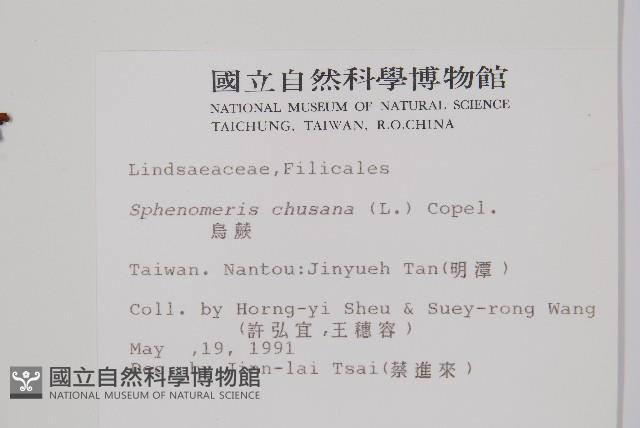 國立自然科學博物館
NATIONAL MUSEUM OF NATURAL SCIENCE
TAICHUNG, TAIWAN, R.O.CHINA
Lindsaeaceae,Filicales
Sphenomeris chusana (L.) Copel.
烏蕨
Taiwan. Nantou:Jinyueh Tan(明潭)
Coll. by Horng-yi Sheu & Suey-rong Wang
(許弘宜,王穗容)
May ,19, 1991
by Jian-lai Tsai(蔡進來)
國立自然科學博物館
NATIONAL MUSEUM OF NATURAL SCIENCE